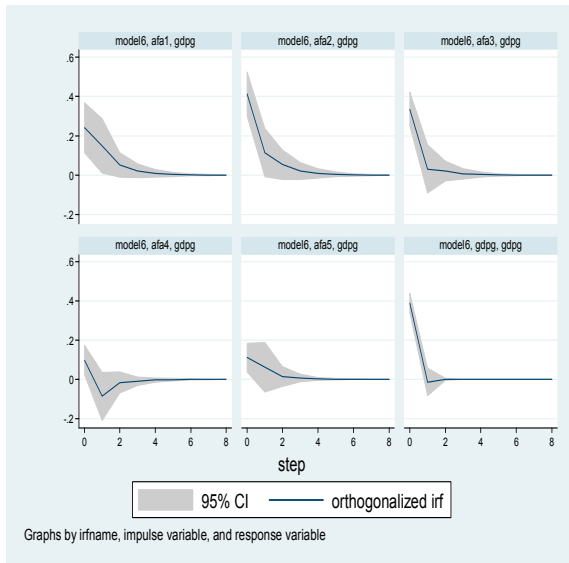 model6, afa1, gdpg
model6, afa2, gdpg
model6, afa3, gdpg
.6
.4
.2
0
-.2
model6, afa4, gdpg
model6, afa5, gdpg
model6, gdpg, gdpg
.6
.4
.2
0
-.2
0 2 4 6 8
0 2 4 6 8
0 2 4 6 8
step
95% CI
orthogonalized irf
Graphs by irfname, impulse variable, and response variable